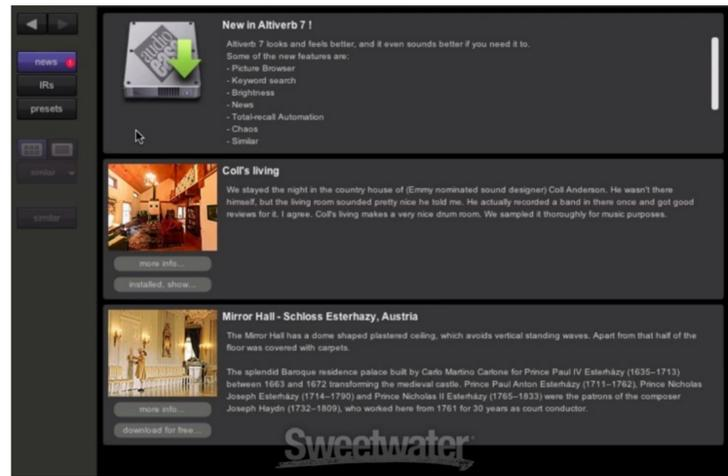 New in Altiverb 7 !
Altiverb 7 looks and feels better, and it even sounds better if you need it to.
Some of the new features are:
- Picture Browser
- Keyword search
- Brightness
- News
- Total-recall Automation
- Chaos
- Similar
audio
ease
news
IRs
presets
similar
similar
Coll's living
We stayed the night in the country house of (Emmy nominated sound designer) Coll Anderson. He wasn't there
himself, but the living room sounded pretty nice he told me. He actually recorded a band in there once and got good
reviews for it. I agree. Coll's living makes a very nice drum room. We sampled it thoroughly for music purposes.
more info...
installed, show...
Mirror Hall - Schloss Esterhazy, Austria
The Mirror Hall has a dome shaped plastered ceiling, which avoids vertical standing waves. Apart from that half of the
floor was covered with carpets.
The splendid Baroque residence palace built by Carlo Martino Carlone for Prince Paul IV Esterházy (1635–1713)
between 1663 and 1672 transforming the medieval castle. Prince Paul Anton Esterházy (1711–1762), Prince Nicholas
Joseph Esterházy (1714–1790) and Prince Nicholas II Esterházy (1765–1833) were the patrons of the composer
Joseph Haydn (1732–1809), who worked here from 1761 for 30 years as court conductor.
more info...
download for free...
Sweetwater